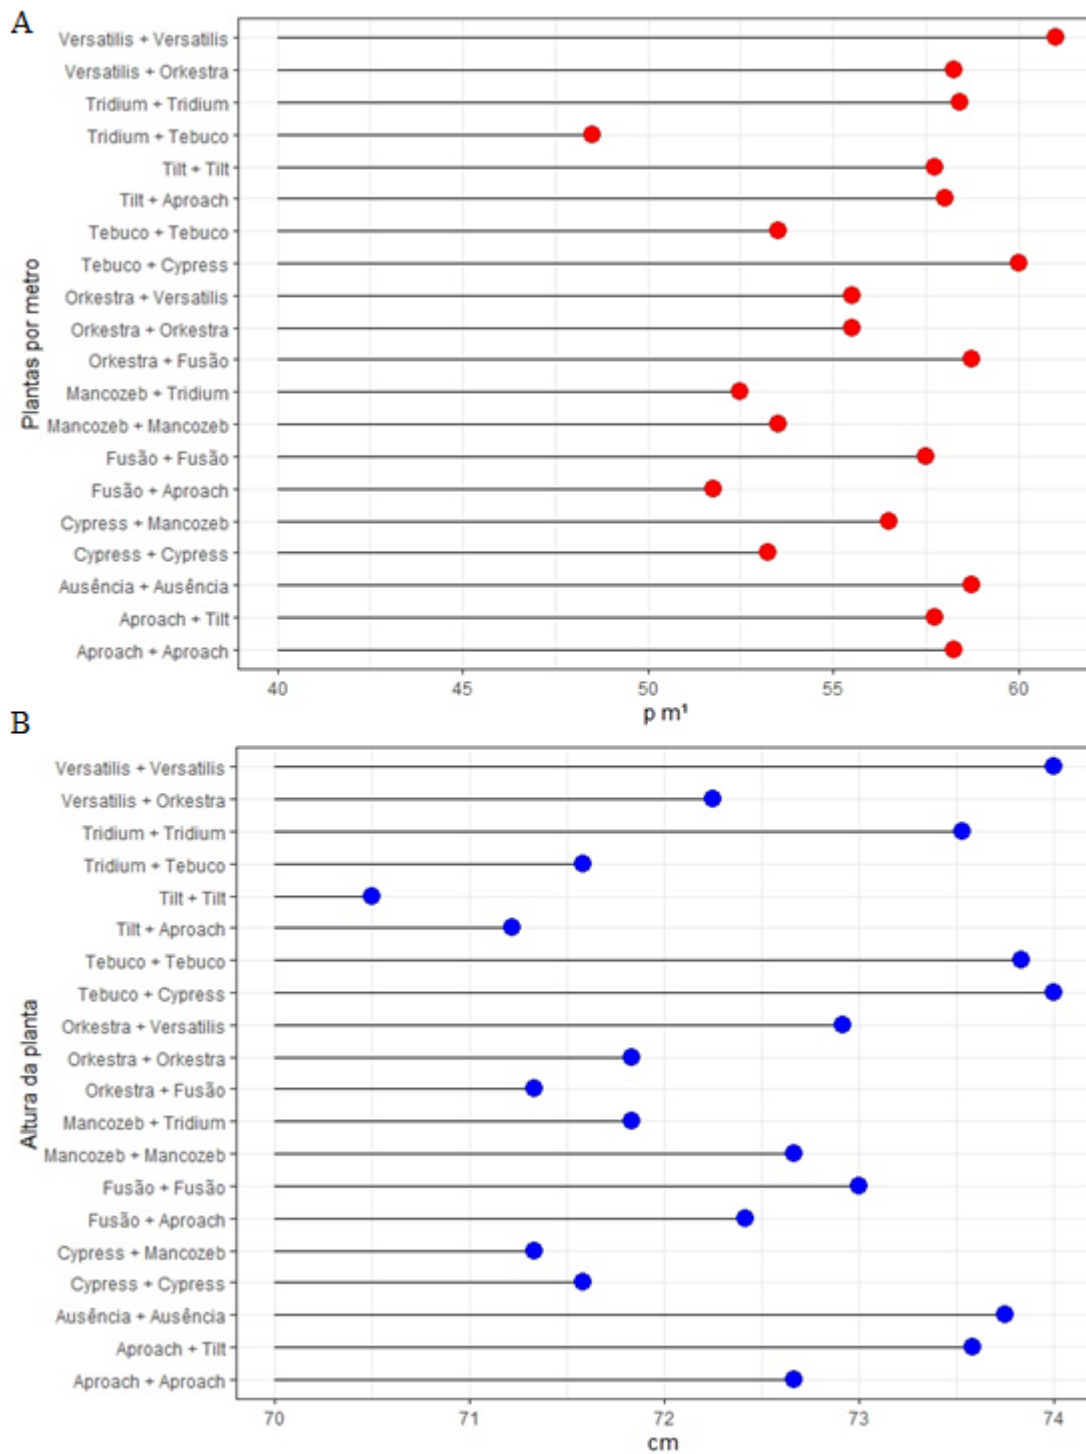 A
Versatilis + Versatilis
Versatilis + Orkestra
Tridium + Tridium
Tridium + Tebuco
Tilt + Tilt
Tilt + Aproach
Tebuco + Tebuco
Tebuco + Cypress
Orkestra + Versatilis
Orkestra + Orkestra
Orkestra + Fusão
Mancozeb + Tridium
Mancozeb + Mancozeb
Fusão + Fusão
Fusão + Aproach
Cypress + Mancozeb
Cypress + Cypress
Ausência + Ausência
Aproach + Tilt
Aproach + Aproach
Plantas por metro
40 45 50 55 60
p m¹
B
Versatilis + Versatilis
Versatilis + Orkestra
Tridium + Tridium
Tridium + Tebuco
Tilt + Tilt
Tilt + Aproach
Tebuco + Tebuco
Tebuco + Cypress
Orkestra + Versatilis
Orkestra + Orkestra
Orkestra + Fusão
Mancozeb + Tridium
Mancozeb + Mancozeb
Fusão + Fusão
Fusão + Aproach
Cypress + Mancozeb
Cypress + Cypress
Ausência + Ausência
Aproach + Tilt
Aproach + Aproach
Altura da planta
70 71 72 73 74
cm